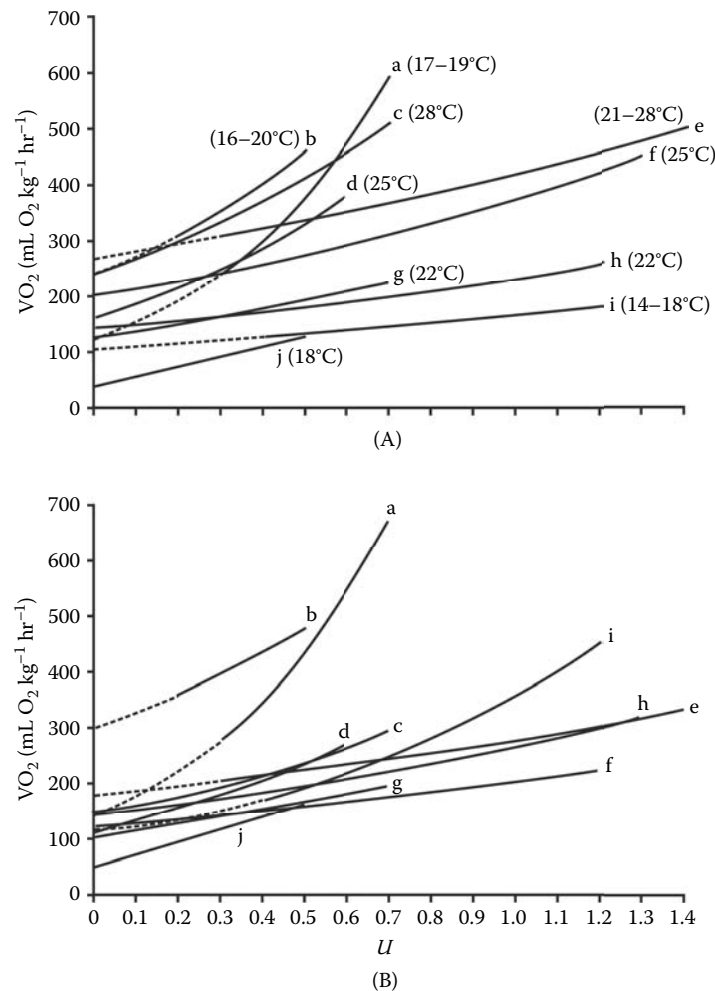 700
600
500
400
300
200
100
0
VO₂ (mL O₂ kg⁻¹ hr⁻¹)
a (17–19°C)
c (28°C)
(16–20°C) b
d (25°C)
(21–28°C) e
f (25°C)
g (22°C)
h (22°C)
i (14–18°C)
j (18°C)
(A)
700
600
500
400
300
200
100
0
VO₂ (mL O₂ kg⁻¹ hr⁻¹)
a
b
i
d
c
h
e
f
g
j
0 0.1 0.2 0.3 0.4 0.5 0.6 0.7 0.8 0.9 1.0 1.1 1.2 1.3 1.4
U
(B)